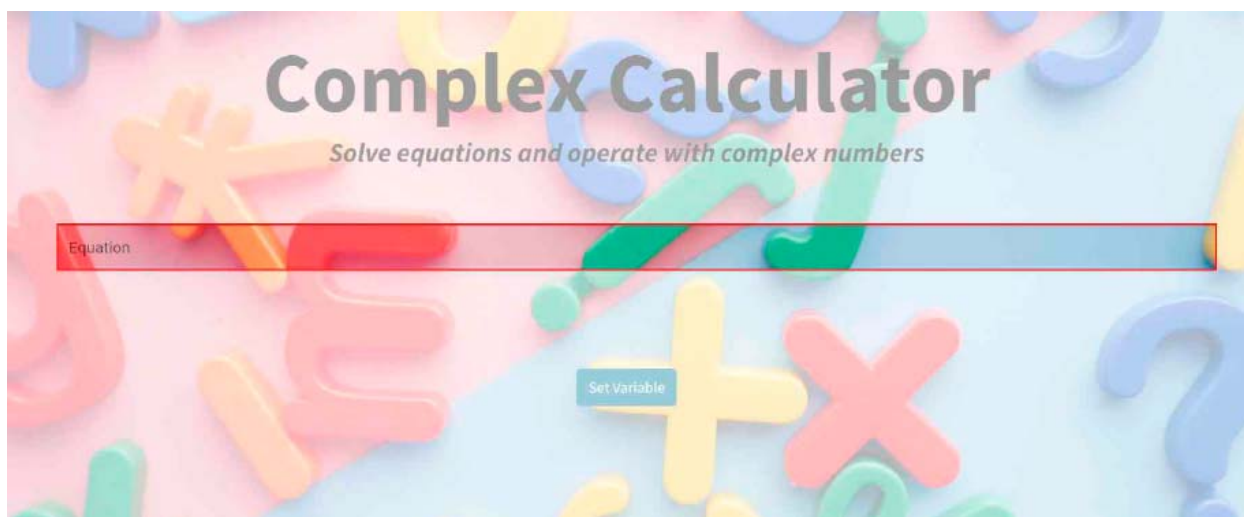 Complex Calculator
Solve equations and operate with complex numbers
Equation
Set Variable